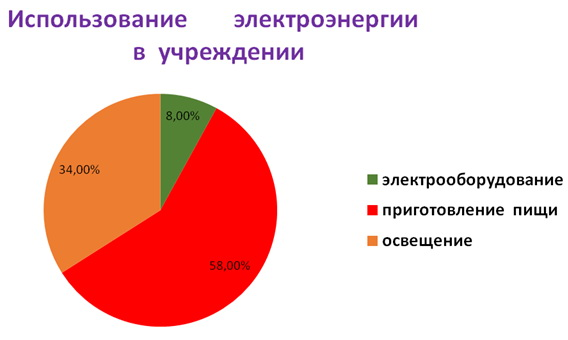 Использование электроэнергии
в учреждении
8,00%
34,00%
58,00%
электрооборудование
приготовление пищи
освещение